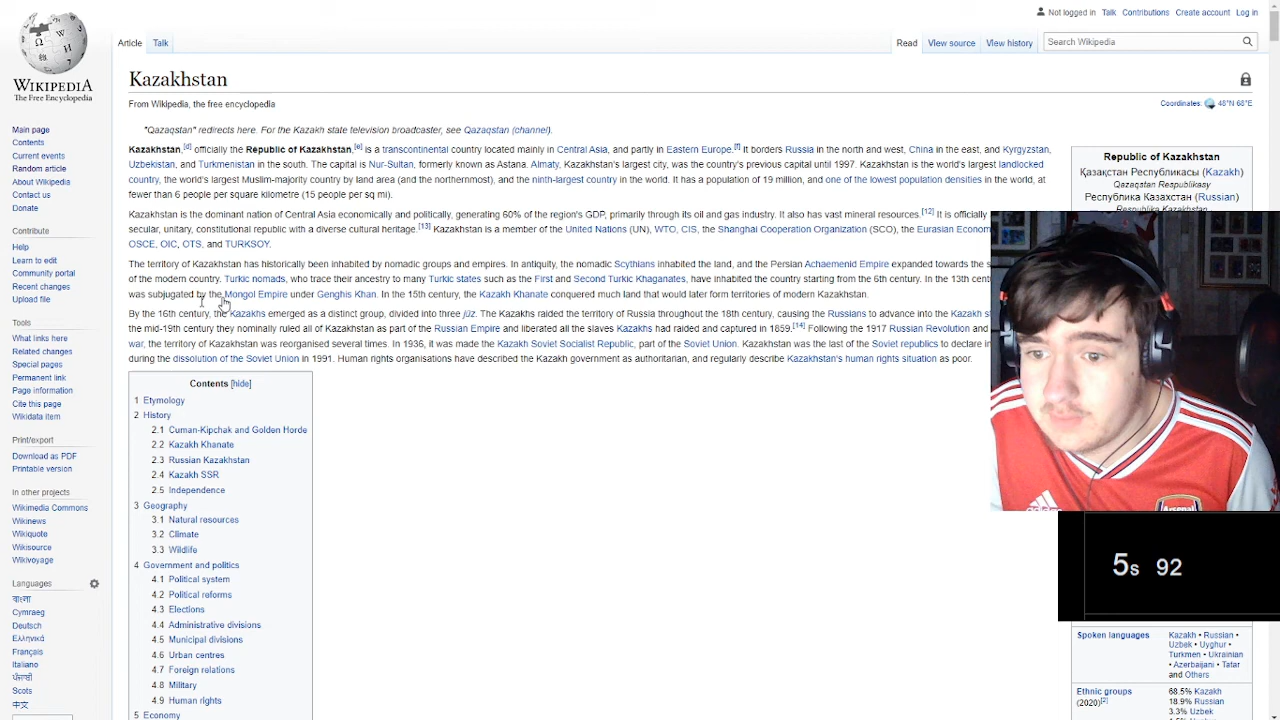 Not logged in Talk Contributions Create account Log in
Article Talk Read View source View history Search Wikipedia
WIKIPEDIA
The Free Encyclopedia
Main page
Contents
Current events
Random article
About Wikipedia
Contact us
Donate
Contribute
Help
Learn to edit
Community portal
Recent changes
Upload file
Tools
What links here
Related changes
Special pages
Permanent link
Page information
Cite this page
Wikidata item
Print/export
Download as PDF
Printable version
In other projects
Wikimedia Commons
Wikinews
Wikiquote
Wikisource
Wikivoyage
Languages
বাংলা
Cymraeg
Deutsch
Ελληνικά
Français
Italiano
ਪੰਜਾਬੀ
Scots
中文
Kazakhstan
From Wikipedia, the free encyclopedia
Coordinates: 48°N 68°E
"Qazaqstan" redirects here. For the Kazakh state television broadcaster, see Qazaqstan (channel).
Kazakhstan,[d] officially the Republic of Kazakhstan,[e] is a transcontinental country located mainly in Central Asia, and partly in Eastern Europe.[f] It borders Russia in the north and west, China in the east, and Kyrgyzstan,
Uzbekistan, and Turkmenistan in the south. The capital is Nur-Sultan, formerly known as Astana. Almaty, Kazakhstan's largest city, was the country's previous capital until 1997. Kazakhstan is the world's largest landlocked
country, the world's largest Muslim-majority country by land area (and the northernmost), and the ninth-largest country in the world. It has a population of 19 million, and one of the lowest population densities in the world, at
fewer than 6 people per square kilometre (15 people per sq mi).
Kazakhstan is the dominant nation of Central Asia economically and politically, generating 60% of the region's GDP, primarily through its oil and gas industry. It also has vast mineral resources.[12] It is officially
secular, unitary, constitutional republic with a diverse cultural heritage.[13] Kazakhstan is a member of the United Nations (UN), WTO, CIS, the Shanghai Cooperation Organization (SCO), the Eurasian Econom
OSCE, OIC, OTS, and TURKSOY.
The territory of Kazakhstan has historically been inhabited by nomadic groups and empires. In antiquity, the nomadic Scythians inhabited the land, and the Persian Achaemenid Empire expanded towards the s
of the modern country. Turkic nomads, who trace their ancestry to many Turkic states such as the First and Second Turkic Khaganates, have inhabited the country starting from the 6th century. In the 13th cen
was subjugated by the Mongol Empire under Genghis Khan. In the 15th century, the Kazakh Khanate conquered much land that would later form territories of modern Kazakhstan.
By the 16th century, the Kazakhs emerged as a distinct group, divided into three jüz. The Kazakhs raided the territory of Russia throughout the 18th century, causing the Russians to advance into the Kazakh st
the mid-19th century they nominally ruled all of Kazakhstan as part of the Russian Empire and liberated all the slaves Kazakhs had raided and captured in 1859.[14] Following the 1917 Russian Revolution and
war, the territory of Kazakhstan was reorganised several times. In 1936, it was made the Kazakh Soviet Socialist Republic, part of the Soviet Union. Kazakhstan was the last of the Soviet republics to declare in
during the dissolution of the Soviet Union in 1991. Human rights organisations have described the Kazakh government as authoritarian, and regularly describe Kazakhstan's human rights situation as poor.
Contents [hide]
1 Etymology
2 History
2.1 Cuman-Kipchak and Golden Horde
2.2 Kazakh Khanate
2.3 Russian Kazakhstan
2.4 Kazakh SSR
2.5 Independence
3 Geography
3.1 Natural resources
3.2 Climate
3.3 Wildlife
4 Government and politics
4.1 Political system
4.2 Political reforms
4.3 Elections
4.4 Administrative divisions
4.5 Municipal divisions
4.6 Urban centres
4.7 Foreign relations
4.8 Military
4.9 Human rights
5 Economy
Republic of Kazakhstan
Қазақстан Республикасы (Kazakh)
Qazaqstan Respublikasy
Республика Казахстан (Russian)
Respublika Kazakhstan
adidas
Arsenal
5s 92
Spoken languages
Kazakh • Russian •
Uzbek • Uyghur •
Turkmen • Ukrainian
• Azerbaijani • Tatar
and Others
Ethnic groups
(2020)[2]
68.5% Kazakh
18.9% Russian
3.3% Uzbek